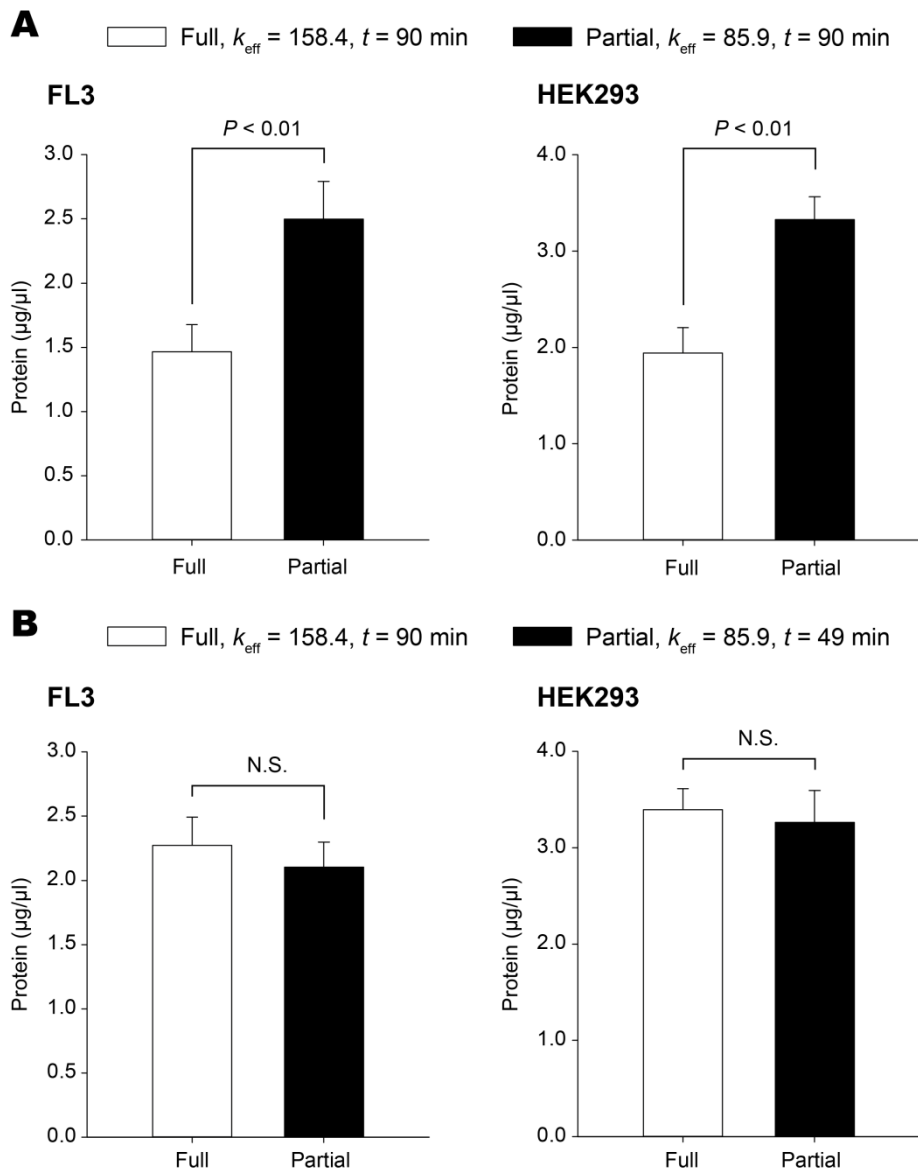 A
Full, keff = 158.4, t = 90 min
Partial, keff = 85.9, t = 90 min
FL3
P < 0.01
3.0
2.5
2.0
1.5
1.0
0.5
0.0
Protein (µg/µl)
Full
Partial
HEK293
P < 0.01
4.0
3.0
2.0
1.0
0.0
Protein (µg/µl)
Full
Partial
B
Full, keff = 158.4, t = 90 min
Partial, keff = 85.9, t = 49 min
FL3
N.S.
3.0
2.5
2.0
1.5
1.0
0.5
0.0
Protein (µg/µl)
Full
Partial
HEK293
N.S.
4.0
3.0
2.0
1.0
0.0
Protein (µg/µl)
Full
Partial